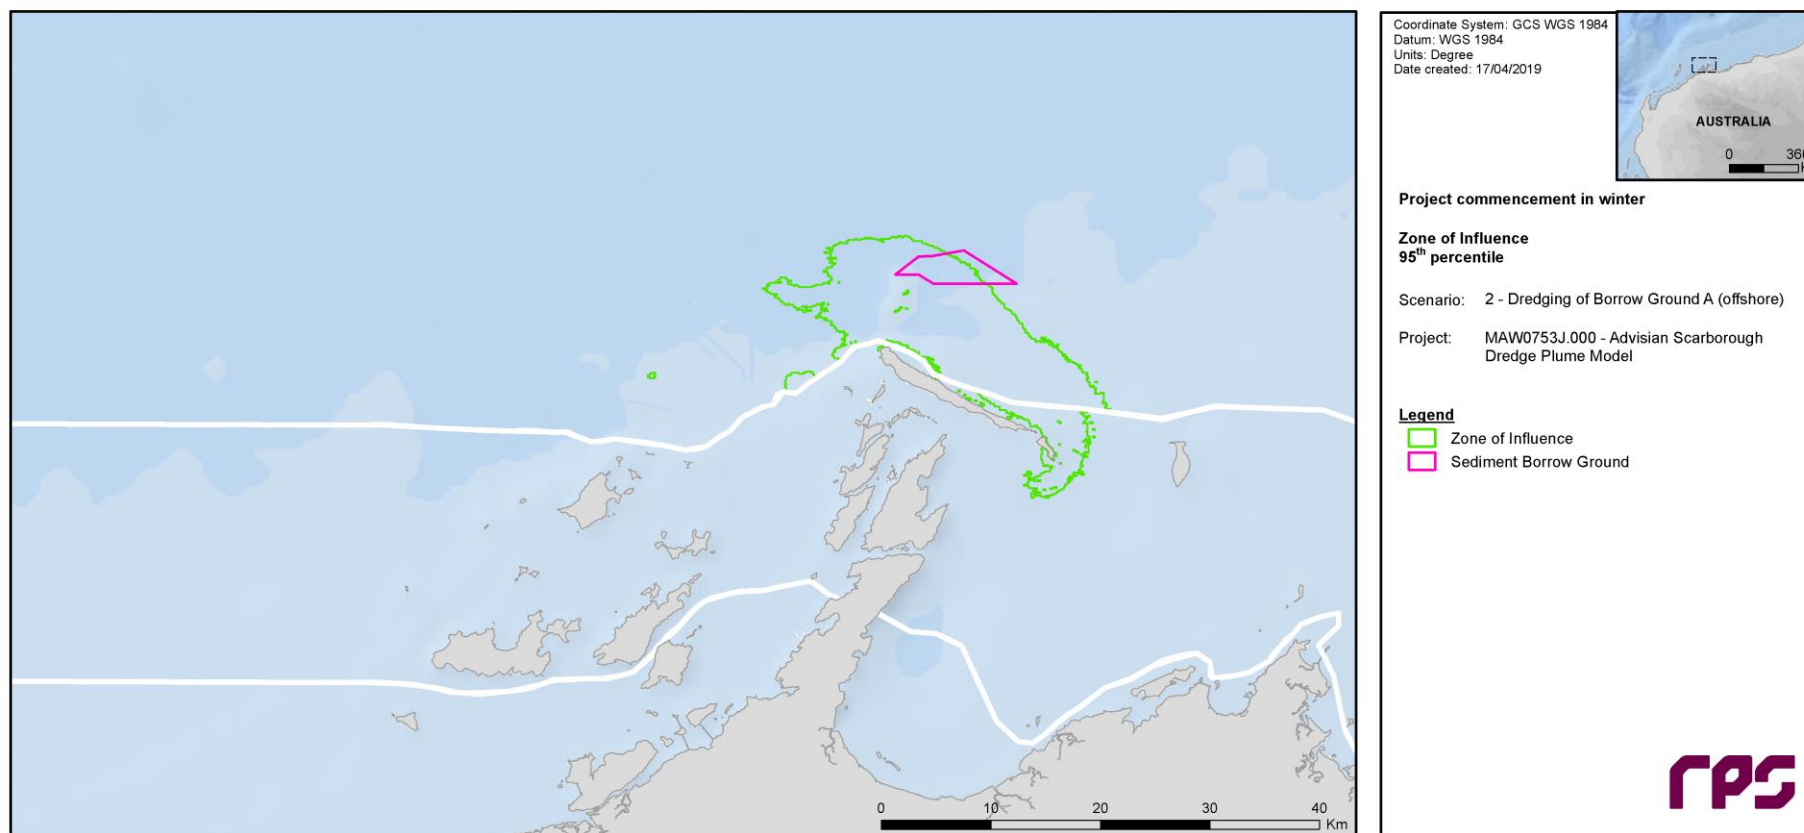 Coordinate System: GCS WGS 1984
Datum: WGS 1984
Units: Degree
Date created: 17/04/2019
AUSTRALIA
0 360
Project commencement in winter
Zone of Influence
95th percentile
Scenario: 2 - Dredging of Borrow Ground A (offshore)
Project: MAW0753J.000 - Advisian Scarborough
Dredge Plume Model
Legend
Zone of Influence
Sediment Borrow Ground
rps
0 10 20 30 40
Km